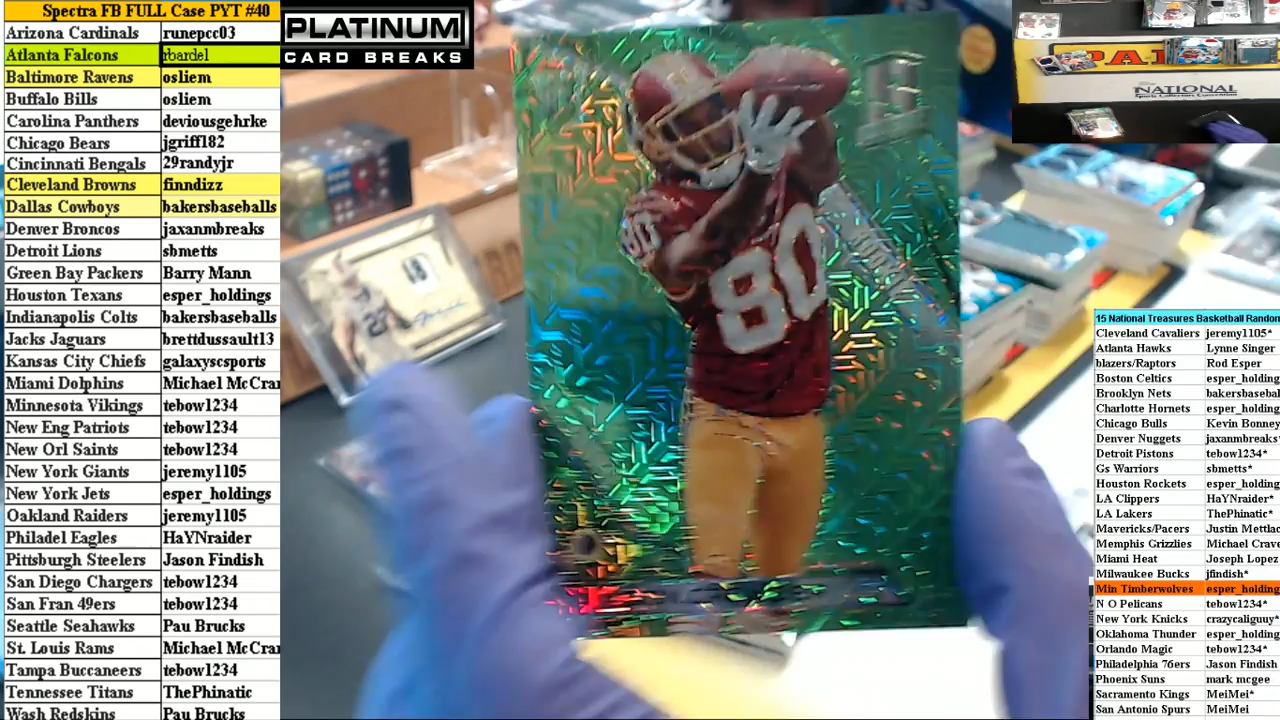 Spectra FB FULL Case PYT #40
Arizona Cardinals runepcc03
Atlanta Falcons rbardel
Baltimore Ravens osliem
Buffalo Bills osliem
Carolina Panthers deviousgehrke
Chicago Bears jgriff182
Cincinnati Bengals 29randyjr
Cleveland Browns finndizz
Dallas Cowboys bakersbaseballs
Denver Broncos jaxanmbreaks
Detroit Lions sbmetts
Green Bay Packers Barry Mann
Houston Texans esper_holdings
Indianapolis Colts bakersbaseballs
Jacks Jaguars brettdussault13
Kansas City Chiefs galaxyscsports
Miami Dolphins Michael McCra
Minnesota Vikings tebow1234
New Eng Patriots tebow1234
New Orl Saints tebow1234
New York Giants jeremy1105
New York Jets esper_holdings
Oakland Raiders jeremy1105
Philadel Eagles HaYNraider
Pittsburgh Steelers Jason Findish
San Diego Chargers tebow1234
San Fran 49ers tebow1234
Seattle Seahawks Pau Brucks
St. Louis Rams Michael McCra
Tampa Buccaneers tebow1234
Tennessee Titans ThePhinatic
Wash Redskins Pau Brucks
PLATINUM
CARD BREAKS
80
80
PA
NATIONAL
Sports Collectors Convention
15 National Treasures Basketball Random
Cleveland Cavaliers jeremy1105*
Atlanta Hawks Lynne Singer
blazers/Raptors Rod Esper
Boston Celtics esper_holding
Brooklyn Nets bakersbasebal
Charlotte Hornets esper_holding
Chicago Bulls Kevin Bonney
Denver Nuggets jaxanmbreaks
Detroit Pistons tebow1234*
Gs Warriors sbmetts*
Houston Rockets esper_holding
LA Clippers HaYNraider*
LA Lakers ThePhinatic*
Mavericks/Pacers Justin Mettla
Memphis Grizzlies Michael Crave
Miami Heat Joseph Lopez
Milwaukee Bucks jfindish*
Min Timberwolves esper_holding
N O Pelicans tebow1234*
New York Knicks crazycaliguuy*
Oklahoma Thunder esper_holding
Orlando Magic tebow1234*
Philadelphia 76ers Jason Findish
Phoenix Suns mark mcgee
Sacramento Kings MeiMei*
San Antonio Spurs MeiMei